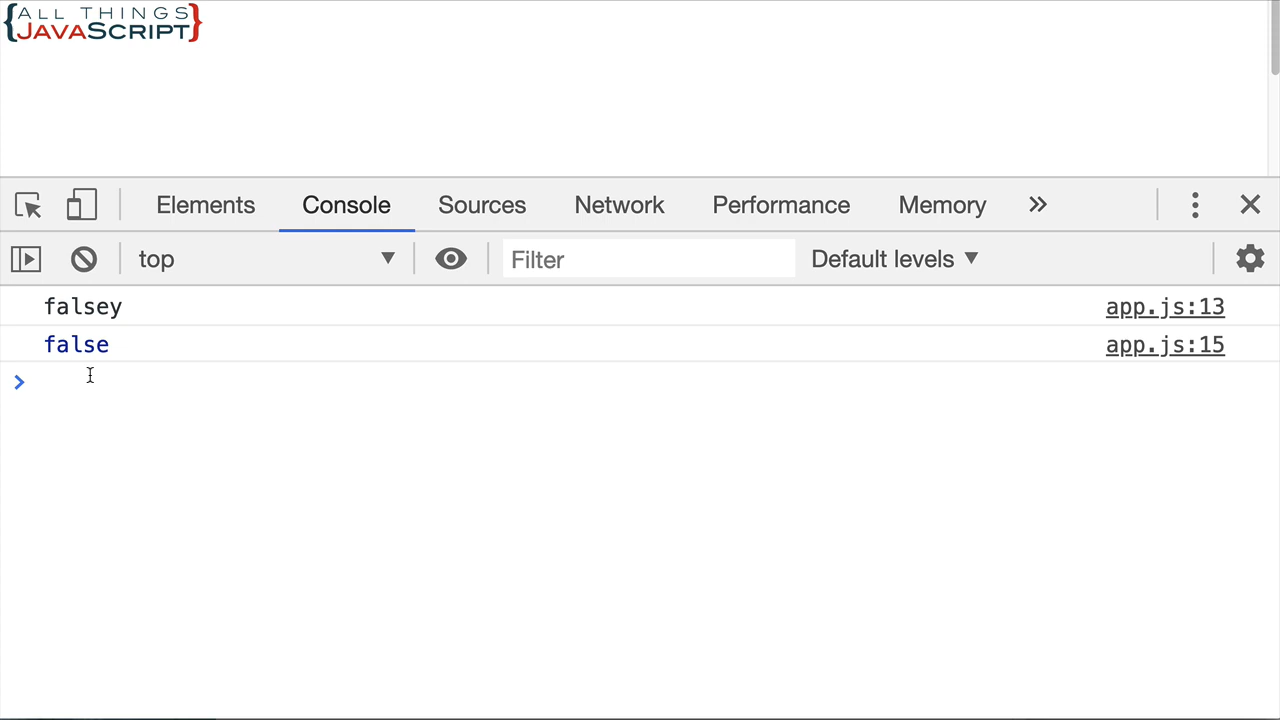 {ALL THINGS
JAVASCRIPT}
Elements Console Sources Network Performance Memory »
top ▼ Filter Default levels ▼
falsey app.js:13
false app.js:15
>